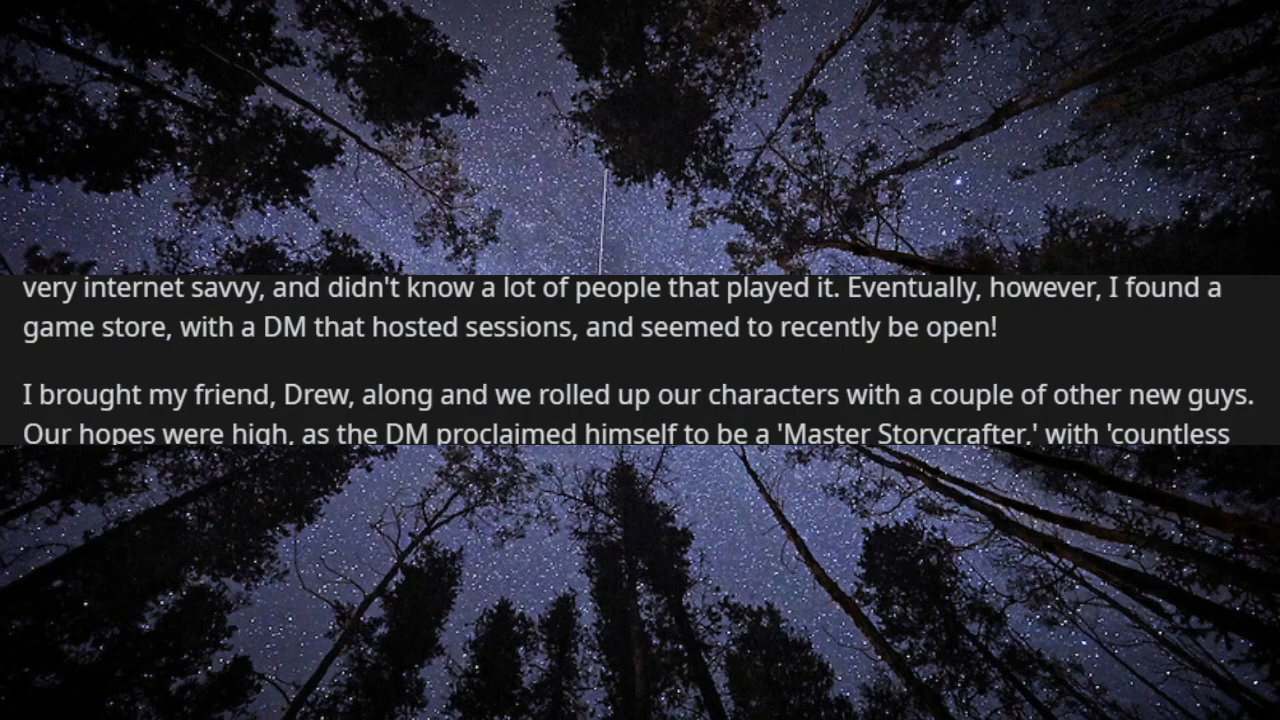 very internet savvy, and didn't know a lot of people that played it. Eventually, however, I found a
game store, with a DM that hosted sessions, and seemed to recently be open!
I brought my friend, Drew, along and we rolled up our characters with a couple of other new guys.
Our hopes were high, as the DM proclaimed himself to be a 'Master Storycrafter,' with 'countless